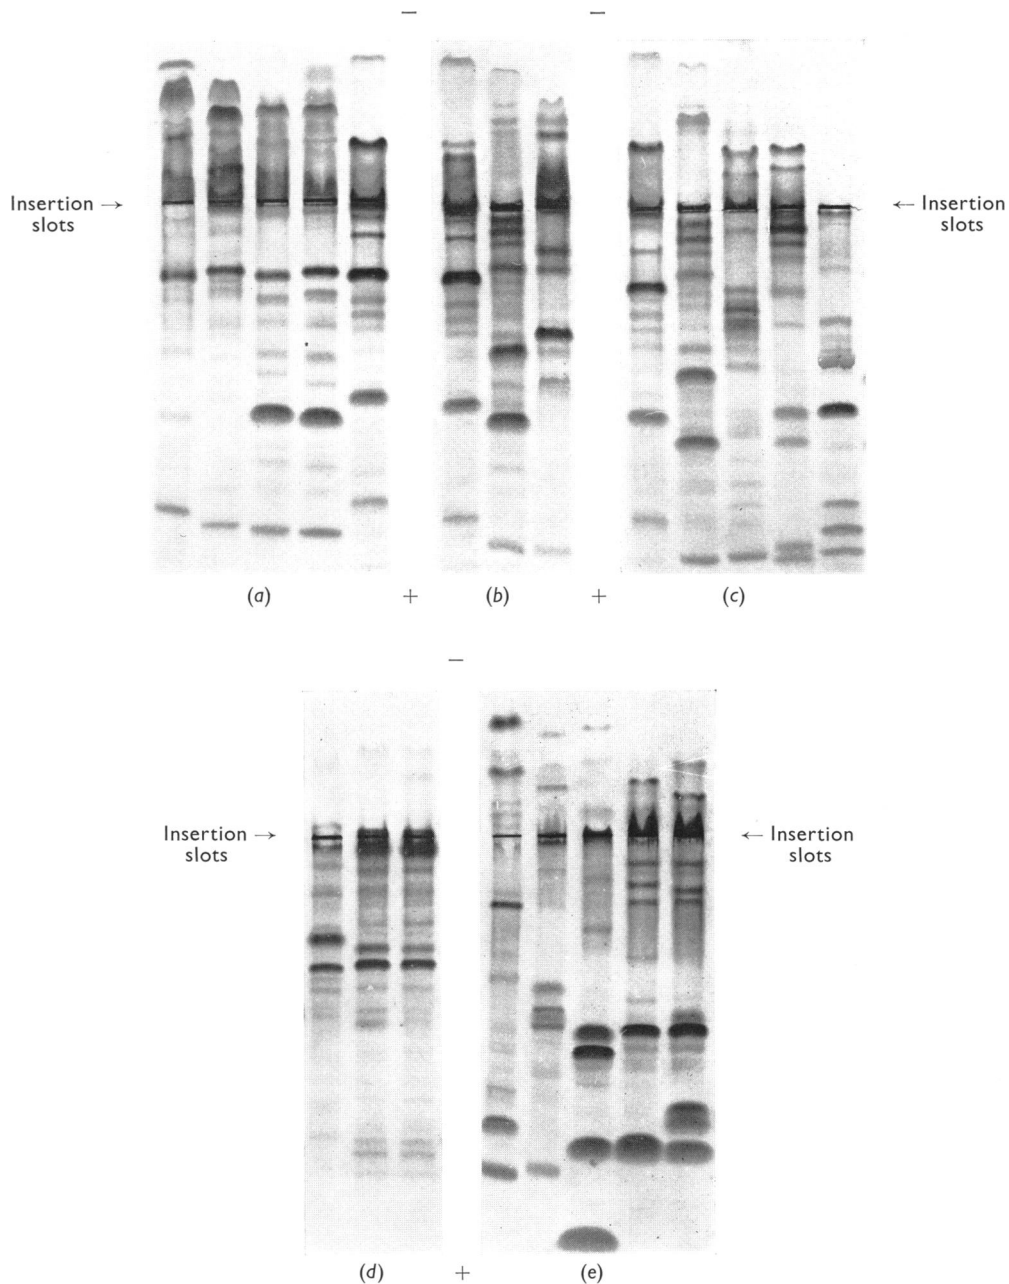 − −
Insertion → ← Insertion
slots slots
(a) + (b) + (c)
−
Insertion → ← Insertion
slots slots
(d) + (e)